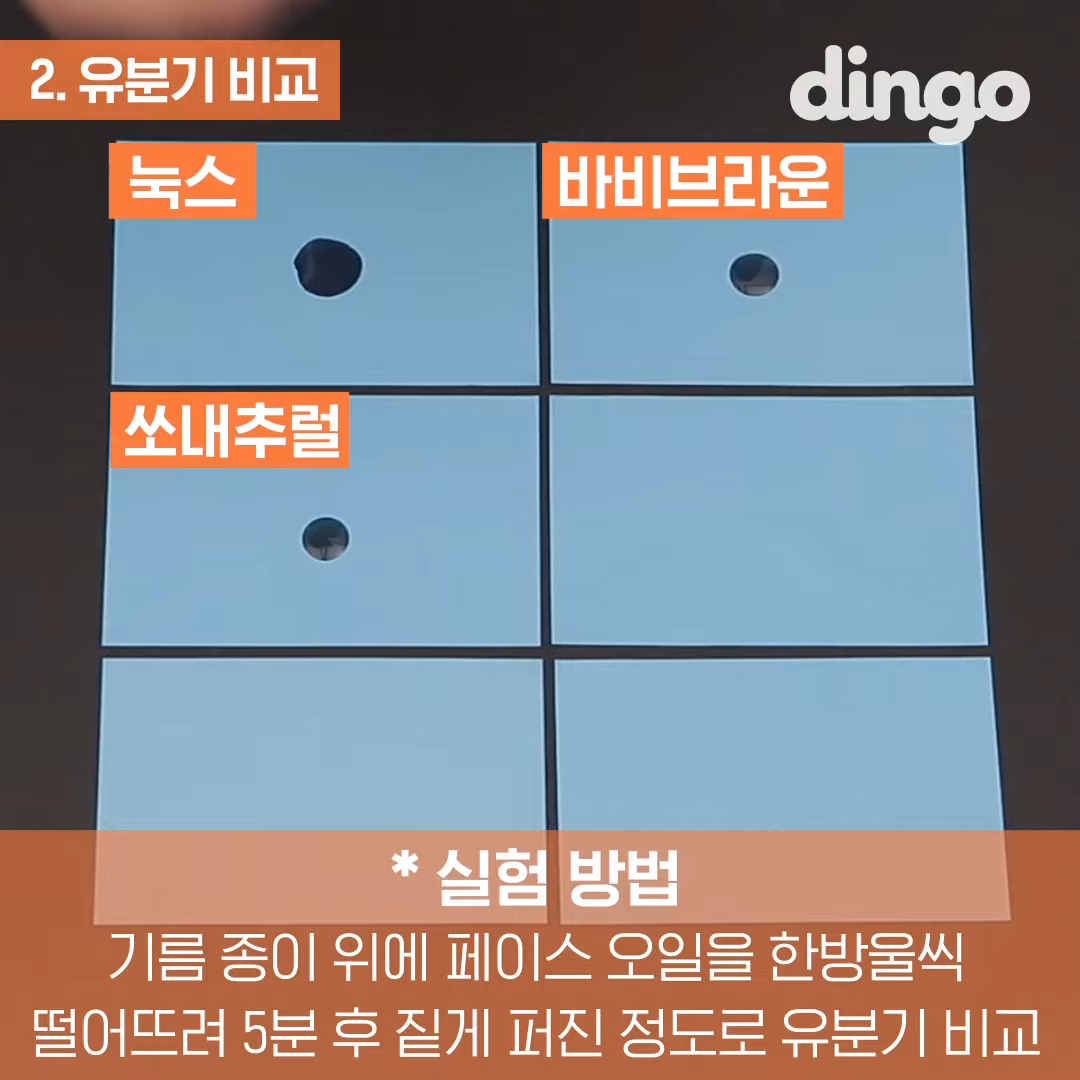 2. 유분기 비교
dingo
눅스
바비브라운
쏘내추럴
* 실험 방법
기름 종이 위에 페이스 오일을 한방울씩
떨어뜨려 5분 후 짙게 퍼진 정도로 유분기 비교